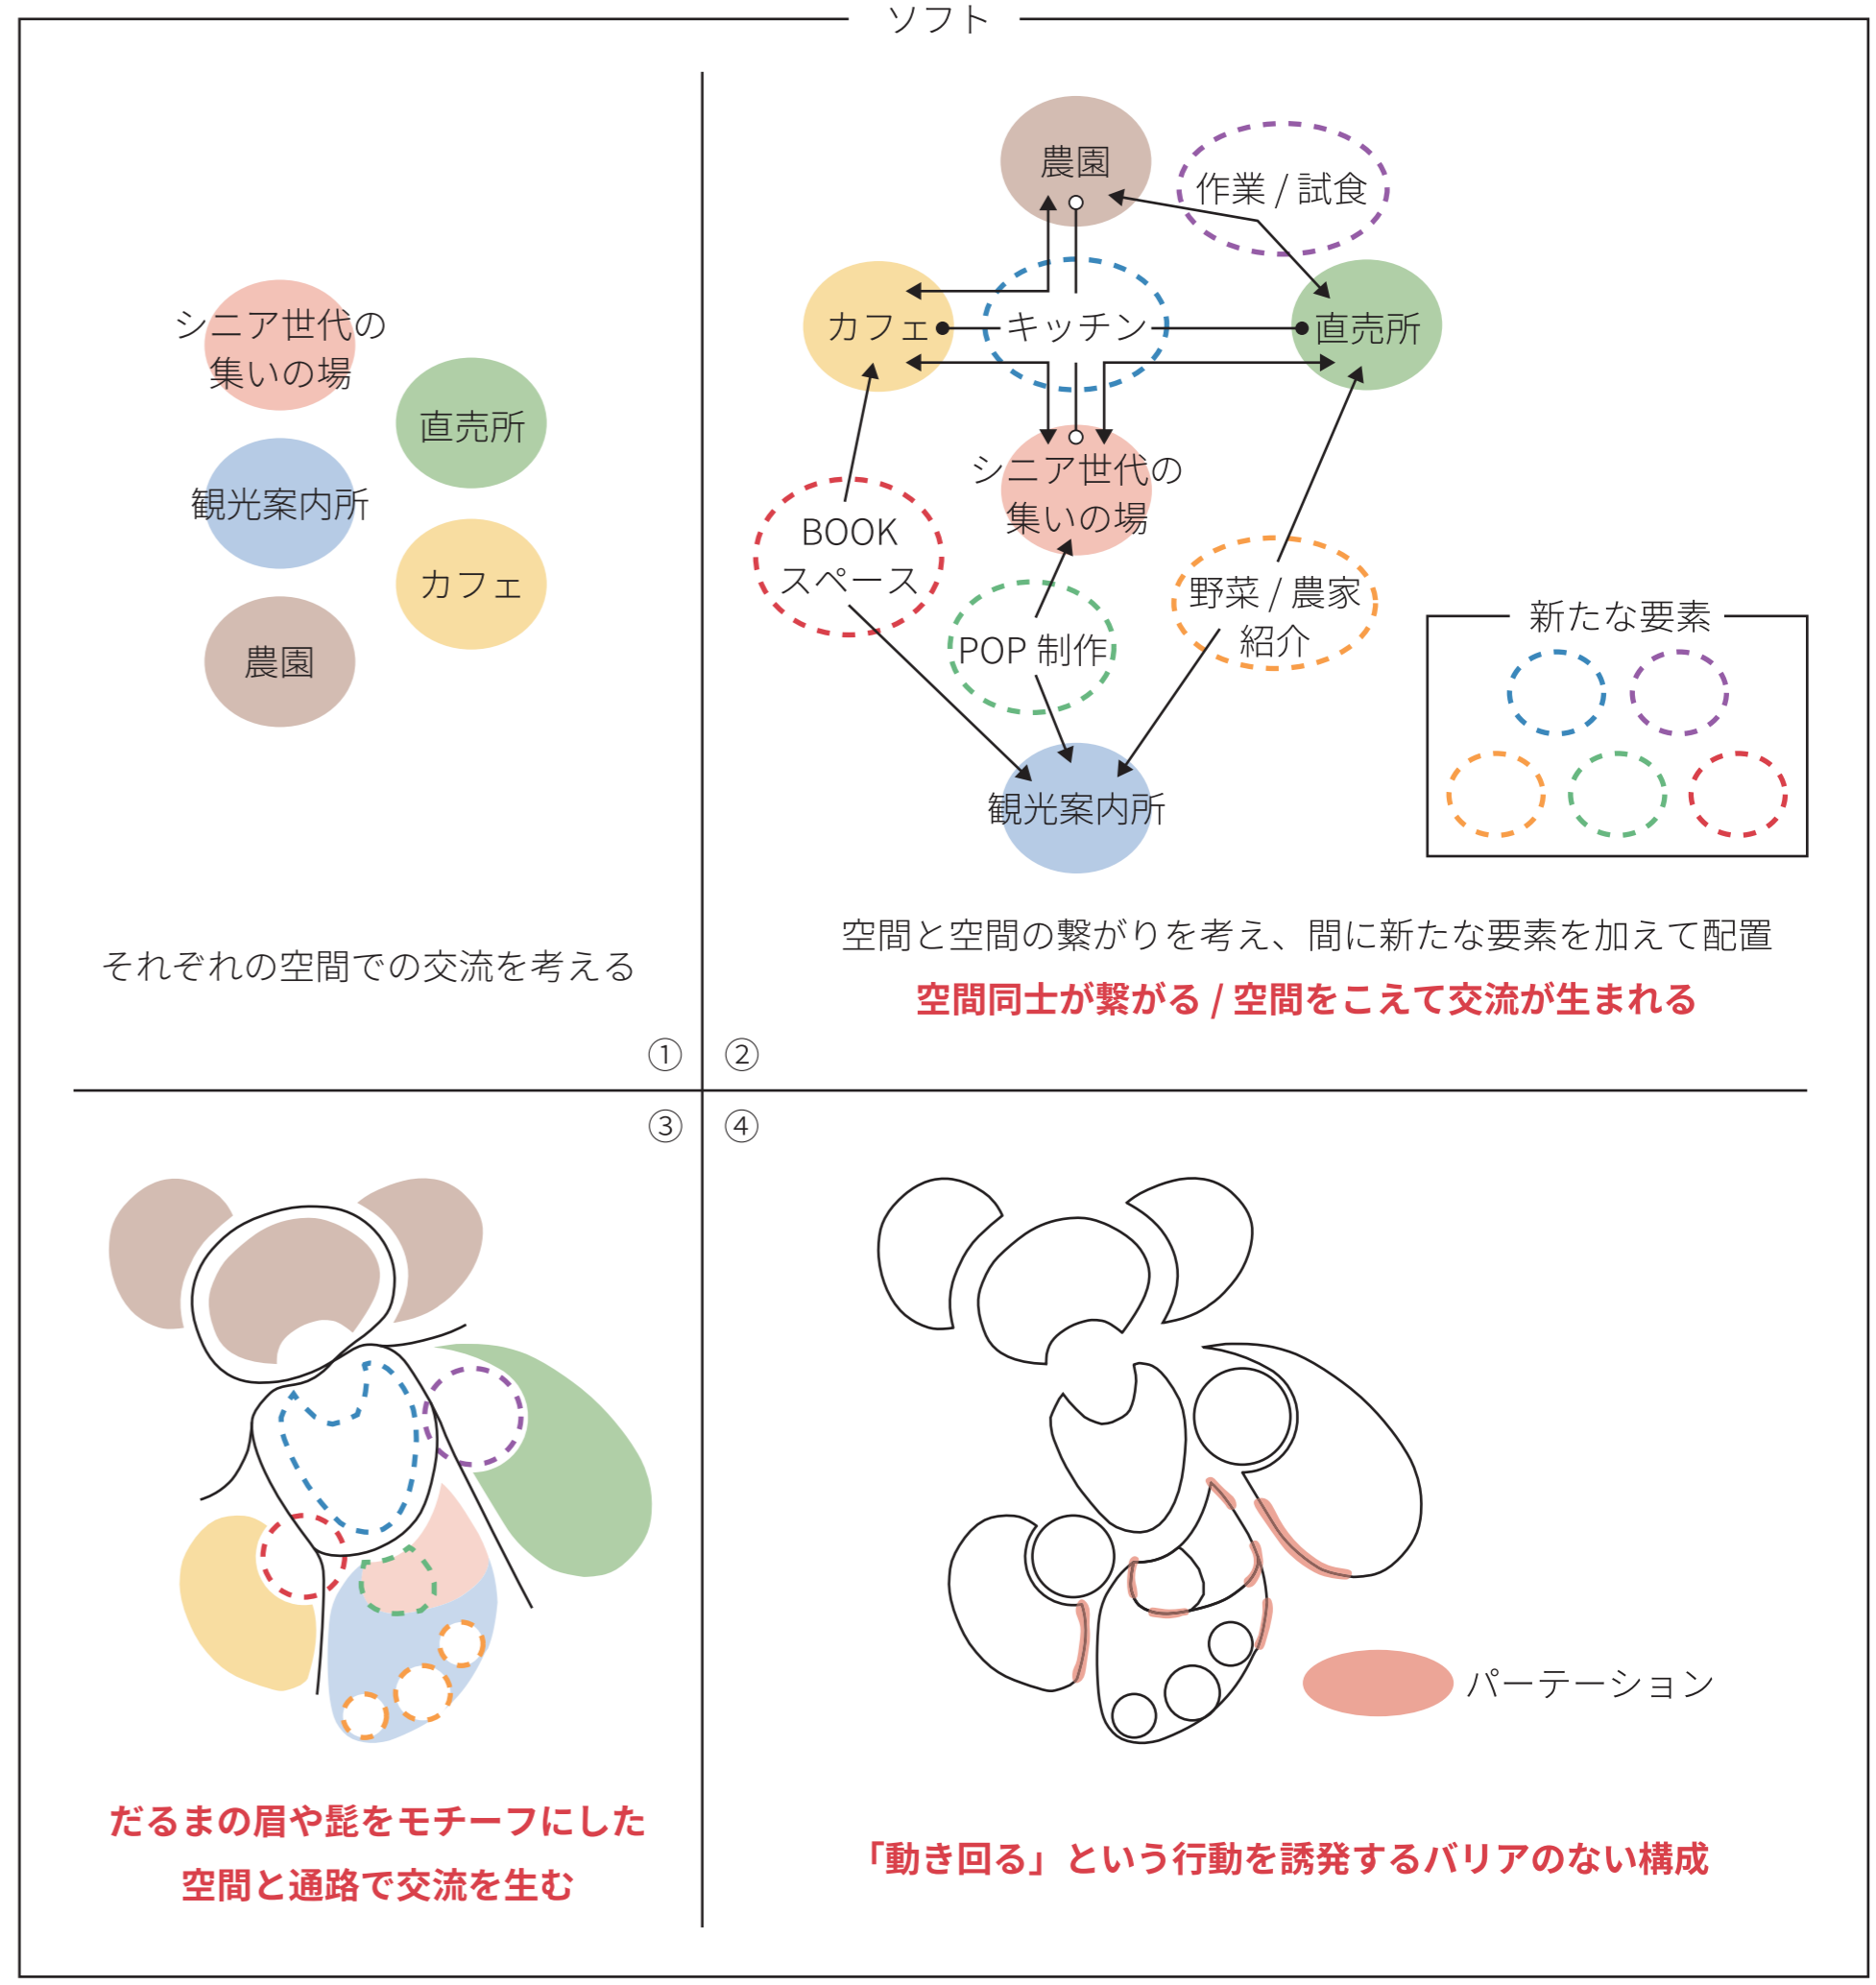 ソフト
シニア世代の
集いの場
直売所
観光案内所
カフェ
農園
それぞれの空間での交流を考える
①
農園
作業 / 試食
カフェ
キッチン
直売所
シニア世代の
集いの場
BOOK
スペース
POP 制作
野菜 / 農家
紹介
観光案内所
新たな要素
空間と空間の繋がりを考え、間に新たな要素を加えて配置
空間同士が繋がる / 空間をこえて交流が生まれる
②
③
だるまの眉や髭をモチーフにした
空間と通路で交流を生む
④
パーテーション
「動き回る」という行動を誘発するバリアのない構成